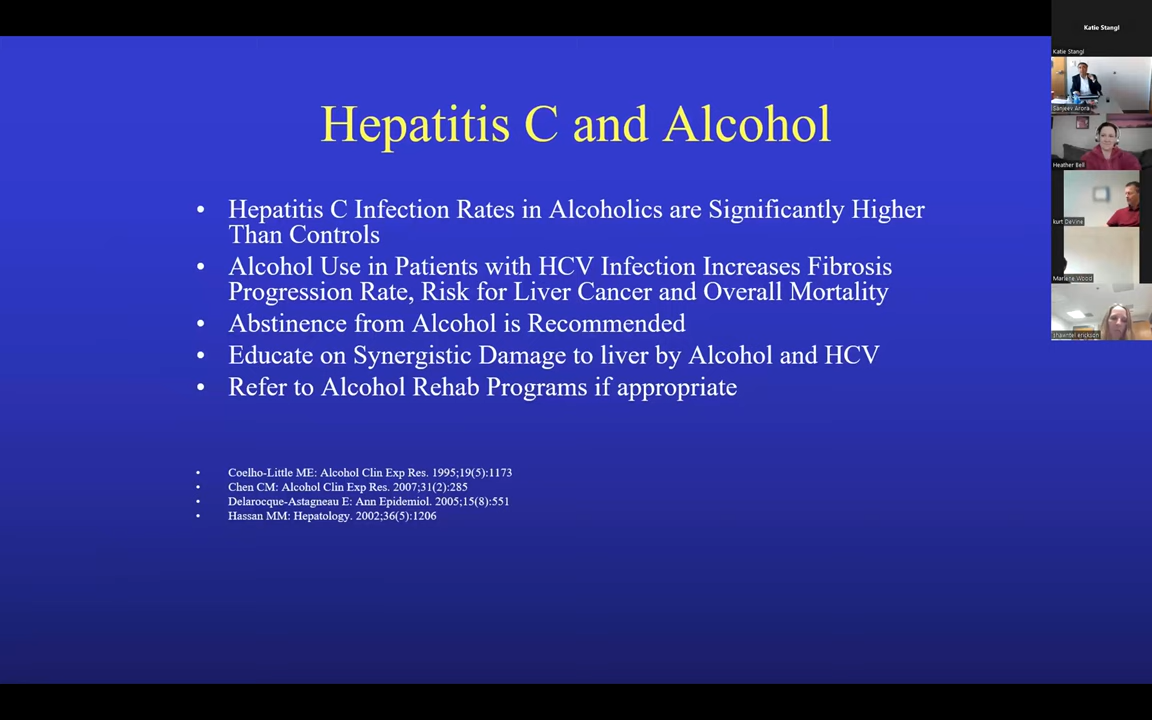 Hepatitis C and Alcohol
• Hepatitis C Infection Rates in Alcoholics are Significantly Higher
Than Controls
• Alcohol Use in Patients with HCV Infection Increases Fibrosis
Progression Rate, Risk for Liver Cancer and Overall Mortality
• Abstinence from Alcohol is Recommended
• Educate on Synergistic Damage to liver by Alcohol and HCV
• Refer to Alcohol Rehab Programs if appropriate
• Coelho-Little ME: Alcohol Clin Exp Res. 1995;19(5):1173
• Chen CM: Alcohol Clin Exp Res. 2007;31(2):285
• Delarocque-Astagneau E: Ann Epidemiol. 2005;15(8):551
• Hassan MM: Hepatology. 2002;36(5):1206
Katie Stangl
Katie Stangl
Sanjeev Arora
Heather Bell
kurt DeVine
Marlene Wood
erickson